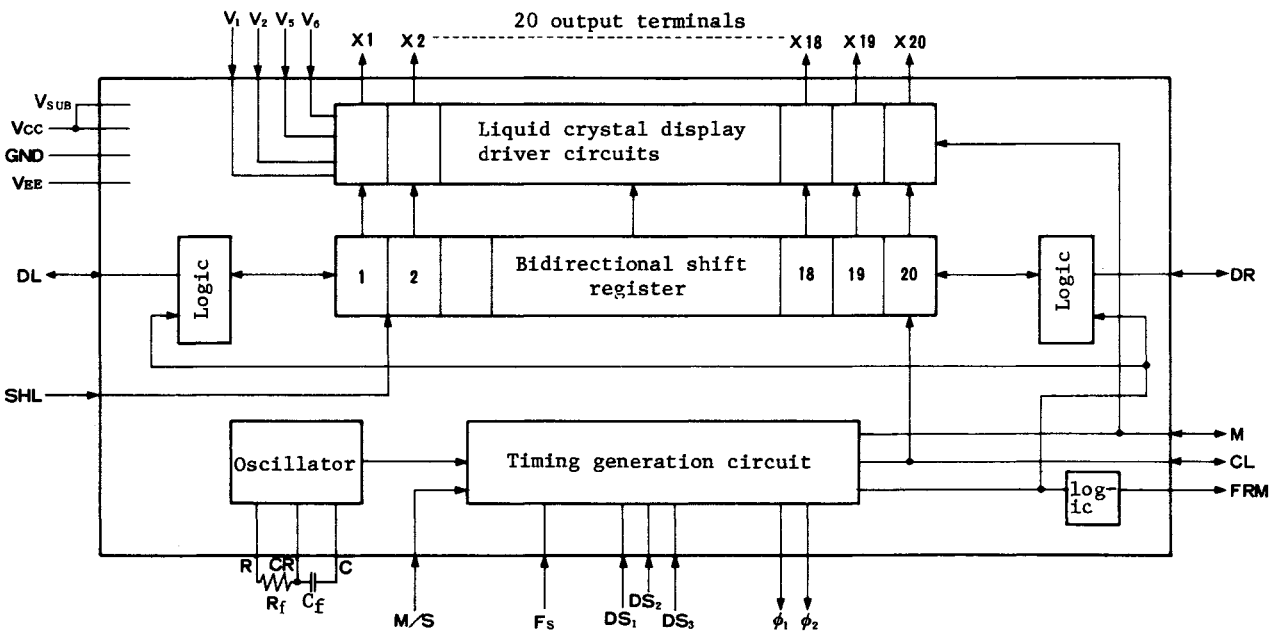 V1 V2 V5 V6
20 output terminals
X1 X2 X18 X19 X20
VSUB
VCC
GND
VEE
Liquid crystal display
driver circuits
DL
Logic
1 2
Bidirectional shift
register
18 19 20
Logic
DR
SHL
Oscillator
Timing generation circuit
M
CL
log-
ic
FRM
R CR C
Rf Cf
M/S
FS
DS1 DS2 DS3
ϕ1 ϕ2